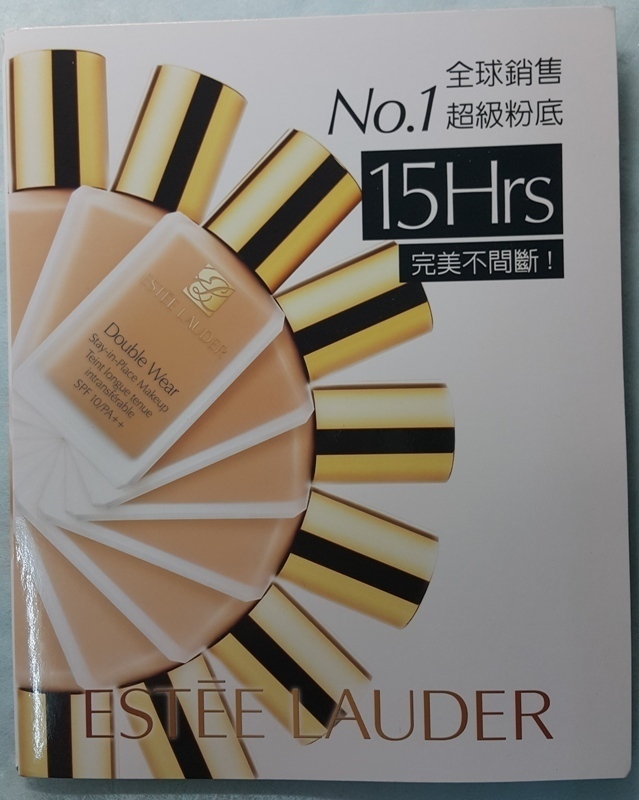 全球銷售
No.1 超級粉底
15Hrs
完美不間斷！
ESTĒE LAUDER
Double Wear
Stay-in-Place Makeup
Teint longue tenue
intransférable
SPF 10/PA++
ESTĒE LAUDER